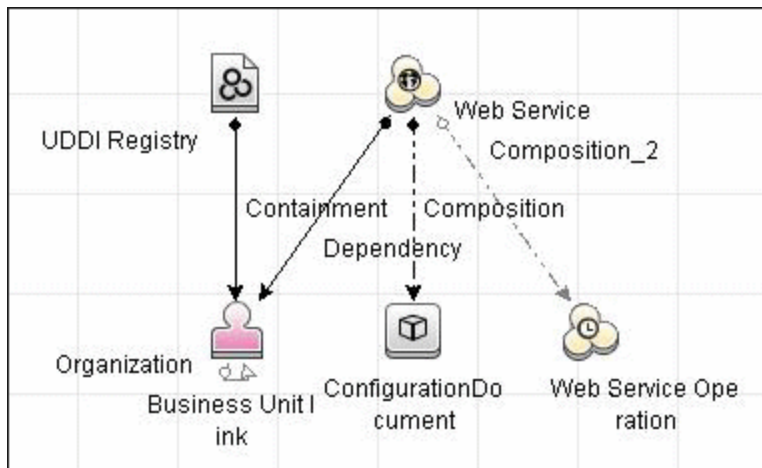 UDDI Registry
Web Service
Composition_2
Containment
Composition
Dependency
Organization
Business Unit l
ink
ConfigurationDo
cument
Web Service Ope
ration